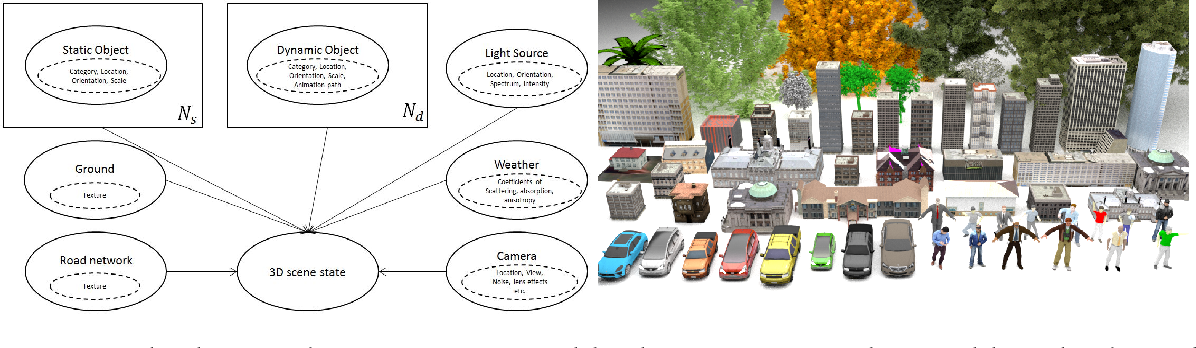 Static Object
Category, Location,
Orientation, Scale
N_s
Dynamic Object
Category, Location,
Orientation, Scale,
Animation path
N_d
Light Source
Location, Orientation,
Spectrum, Intensity
Ground
Texture
Weather
Coefficients of
Scattering, absorption,
anisotropy
Road network
Texture
3D scene state
Camera
Location, View,
Noise, lens effects
etc.